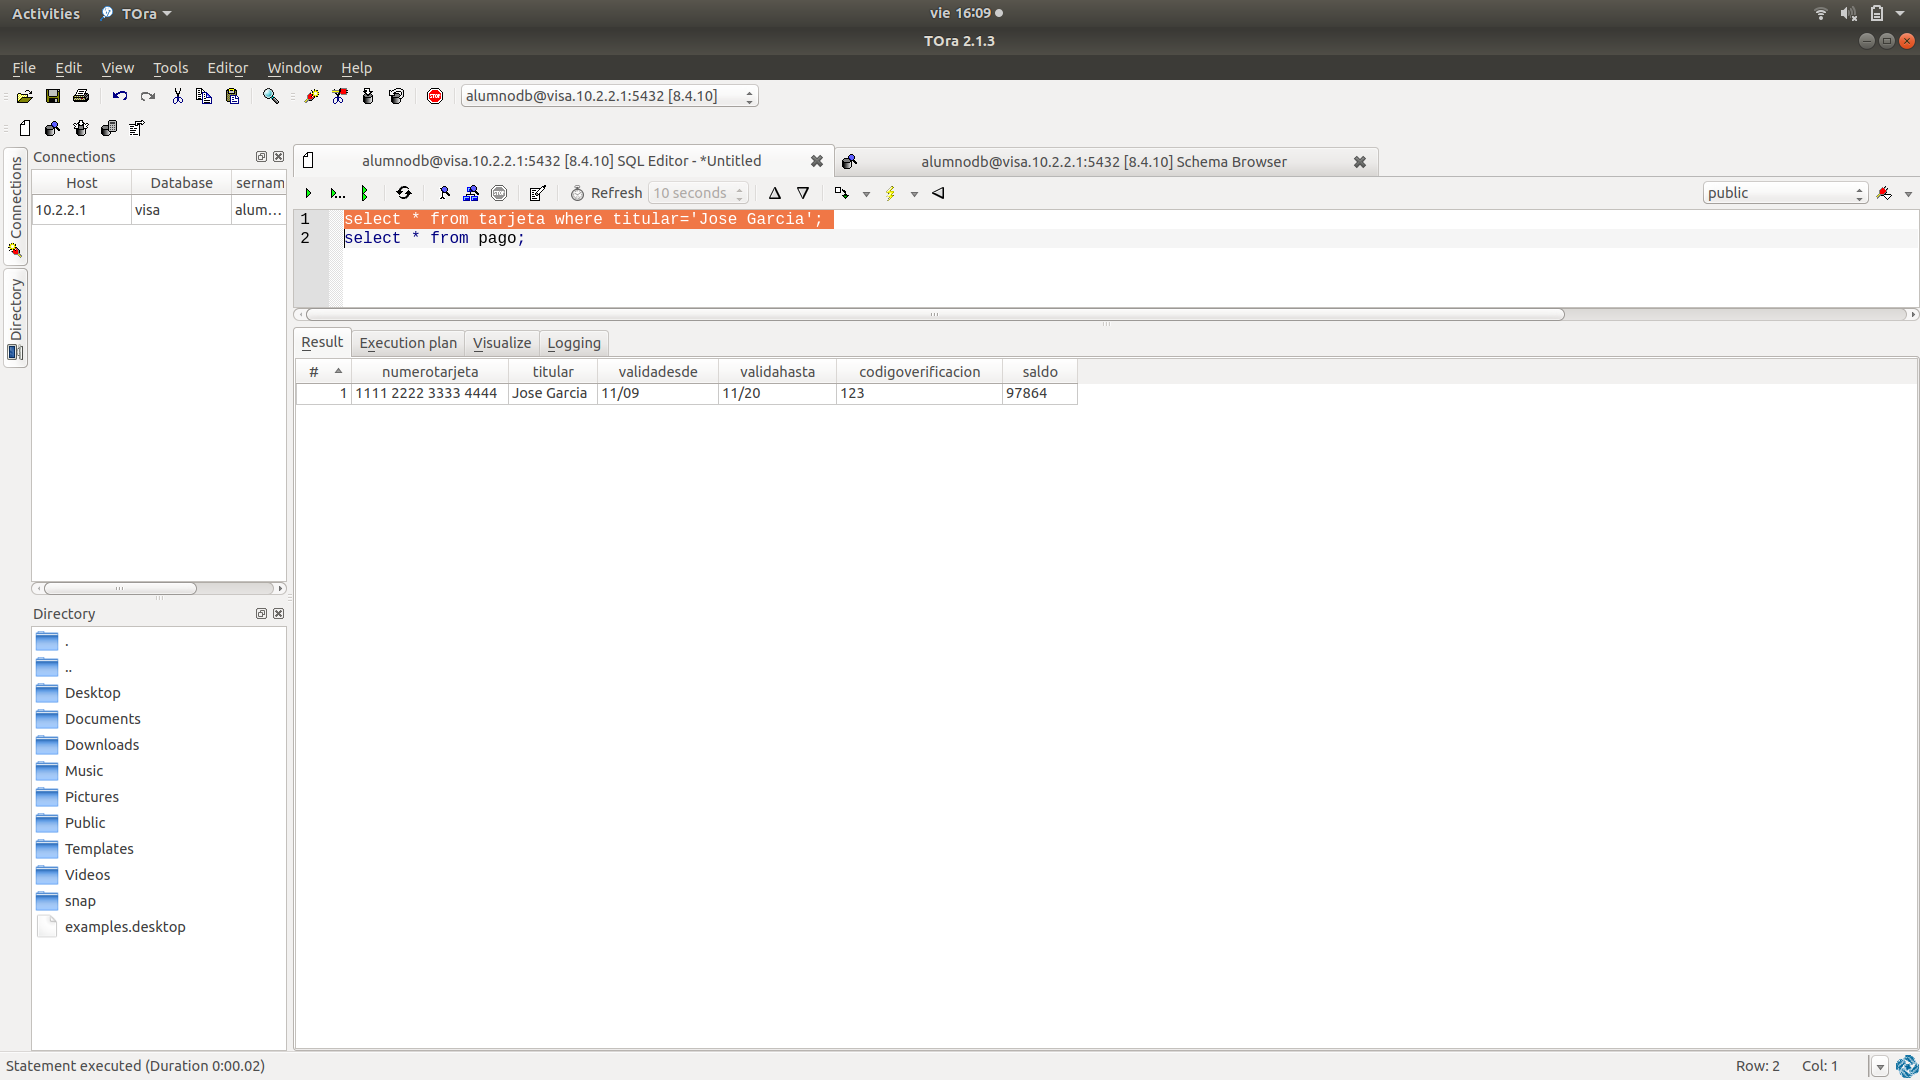 Activities TOra vie 16:09
TOra 2.1.3
File Edit View Tools Editor Window Help
alumnodb@visa.10.2.2.1:5432 [8.4.10]
Connections
Directory
Connections
Host Database sernam
10.2.2.1 visa alum...
alumnodb@visa.10.2.2.1:5432 [8.4.10] SQL Editor - *Untitled
alumnodb@visa.10.2.2.1:5432 [8.4.10] Schema Browser
Refresh 10 seconds public
1 select * from tarjeta where titular='Jose Garcia';
2 select * from pago;
Result Execution plan Visualize Logging
# numerotarjeta titular validadesde validahasta codigoverificacion saldo
1 1111 2222 3333 4444 Jose Garcia 11/09 11/20 123 97864
Directory
.
..
Desktop
Documents
Downloads
Music
Pictures
Public
Templates
Videos
snap
examples.desktop
Statement executed (Duration 0:00.02) Row: 2 Col: 1